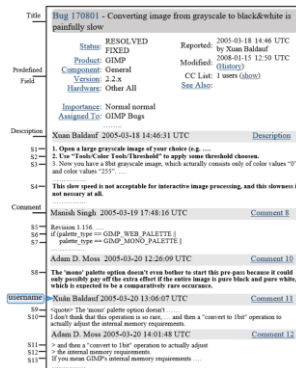 Title
Bug 170801 - Converting image from grayscale to black&white is
painfully slow
Status: RESOLVED
FIXED
Product: GIMP
Component: General
Version: 2.2.x
Hardware: Other All
Importance: Normal normal
Assigned To: GIMP Bugs
Reported: 2005-03-18 14:46 UTC
by Xuan Baldauf
Modified: 2008-01-15 12:50 UTC
(History)
CC List: 1 users (show)
See Also:
Predefined
Field
..........
Description
Xuan Baldauf 2005-03-18 14:46:31 UTC Description
S1 1. Open a large grayscale image of your choice (e.g. ....
S2 2. Use "Tools/Color Tools/Threshold" to apply some threshold choosen.
S3 3. Now you have a 8bit grayscale image, which acturally consists only of color values "0"
and color values "255". ....
............
S4 This slow speed is not acceptable for interactive image processing, and this slowness i
not nessary at all.
Comment
Manish Singh 2005-03-19 17:48:16 UTC Comment 8
S5 Revision 1.156. ....
S6 if (palette_type == GIMP_WEB_PALETTE ||
S7 palette_type == GIMP_MONO_PALETTE ||
............
Adam D. Moss 2005-03-20 12:26:09 UTC Comment 10
S8 The 'mono' palette option doesn't even bother to start this pre-pass because it could
only possibly pay off the extra effort if the entire image is pure black and pure white,
which is expected to be a comparatively rare occurance.
username
Xuan Baldauf 2005-03-20 13:06:07 UTC Comment 11
S9 <quote> The 'mono' palette option doesn't ......
S10 I don't think that this operation is so rare, ... and then a "convert to 1bit" operation to
actually adjust the internal memory requirements.
Adam D. Moss 2005-03-20 14:01:48 UTC Comment 12
S11 > and then a "convert to 1bit" operation to actually adjust
S12 > the internal memory requirements.
S13 If you mean GIMP's internal memory requirements ....
............